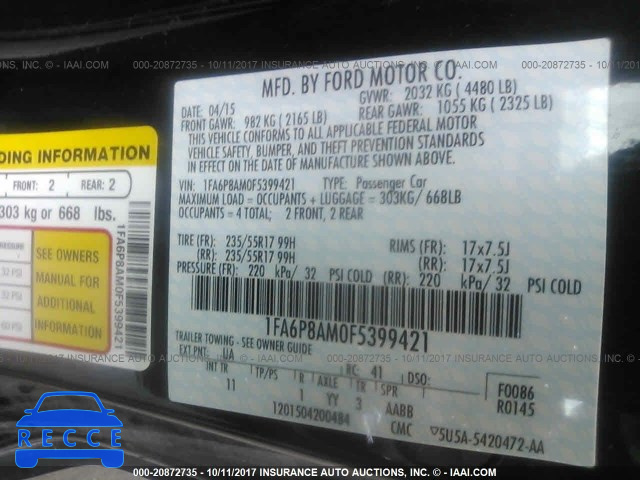 000-20872735 - 10/11/2017 INSURANCE AUTO AUCTIONS, INC. - © IAAI.COM
MFD. BY FORD MOTOR CO.
DATE: 04/15
GVWR: 2032 KG ( 4480 LB)
FRONT GAWR: 982 KG ( 2165 LB)
REAR GAWR: 1055 KG ( 2325 LB)
THIS VEHICLE CONFORMS TO ALL APPLICABLE FEDERAL MOTOR
VEHICLE SAFETY, BUMPER, AND THEFT PREVENTION STANDARDS
IN EFFECT ON THE DATE OF MANUFACTURE SHOWN ABOVE.
VIN: 1FA6P8AM0F5399421 TYPE: Passenger Car
MAXIMUM LOAD = OCCUPANTS + LUGGAGE = 303KG/ 668LB
OCCUPANTS = 4 TOTAL; 2 FRONT, 2 REAR
TIRE (FR): 235/55R17 99H RIMS (FR): 17x7.5J
(RR): 235/55R17 99H (RR): 17x7.5J
PRESSURE (FR): 220 kPa/ 32 PSI COLD (RR): 220 kPa/ 32 PSI COLD
1FA6P8AM0F5399421
TRAILER TOWING - SEE OWNER GUIDE
EXT PNT: UA RC: 41 DSO:
INT TR TP/PS R AXLE TR SPR
11 1 YY 3 AABB
1201504200484 CMC
F0086
R0145
5U5A-5420472-AA
DING INFORMATION
FRONT: 2 REAR: 2
303 kg or 668 lbs.
SEE OWNERS
MANUAL FOR
ADDITIONAL
INFORMATION
32 PSI
32 PSI
60 PSI
1FA6P8AM0F5399421
RECCE
000-20872735 - 10/11/2017 INSURANCE AUTO AUCTIONS, INC. - © IAAI.COM